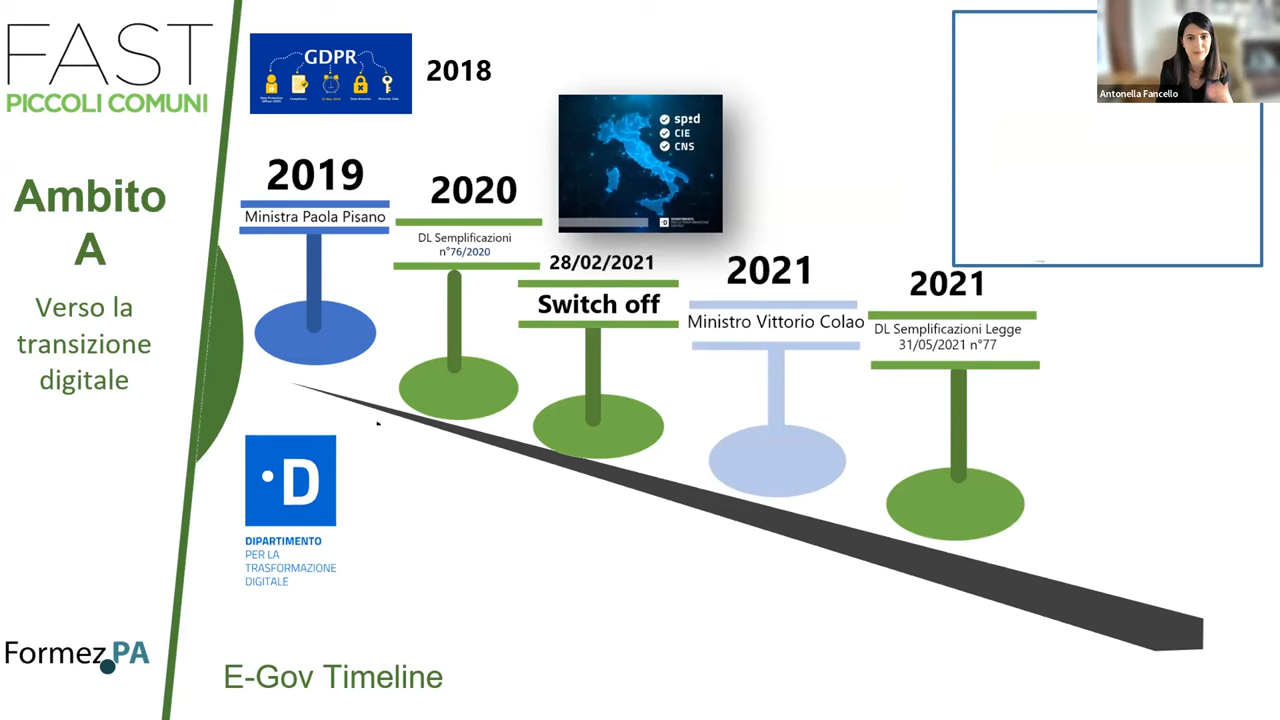 FAST
PICCOLI COMUNI
Ambito
A
Verso la
transizione
digitale
GDPR
2018
spid
CIE
CNS
2019
Ministra Paola Pisano
2020
DL Semplificazioni
n°76/2020
28/02/2021
Switch off
2021
Ministro Vittorio Colao
2021
DL Semplificazioni Legge
31/05/2021 n°77
D
DIPARTIMENTO
PER LA
TRASFORMAZIONE
DIGITALE
Formez PA
E-Gov Timeline
Antonella Fancello